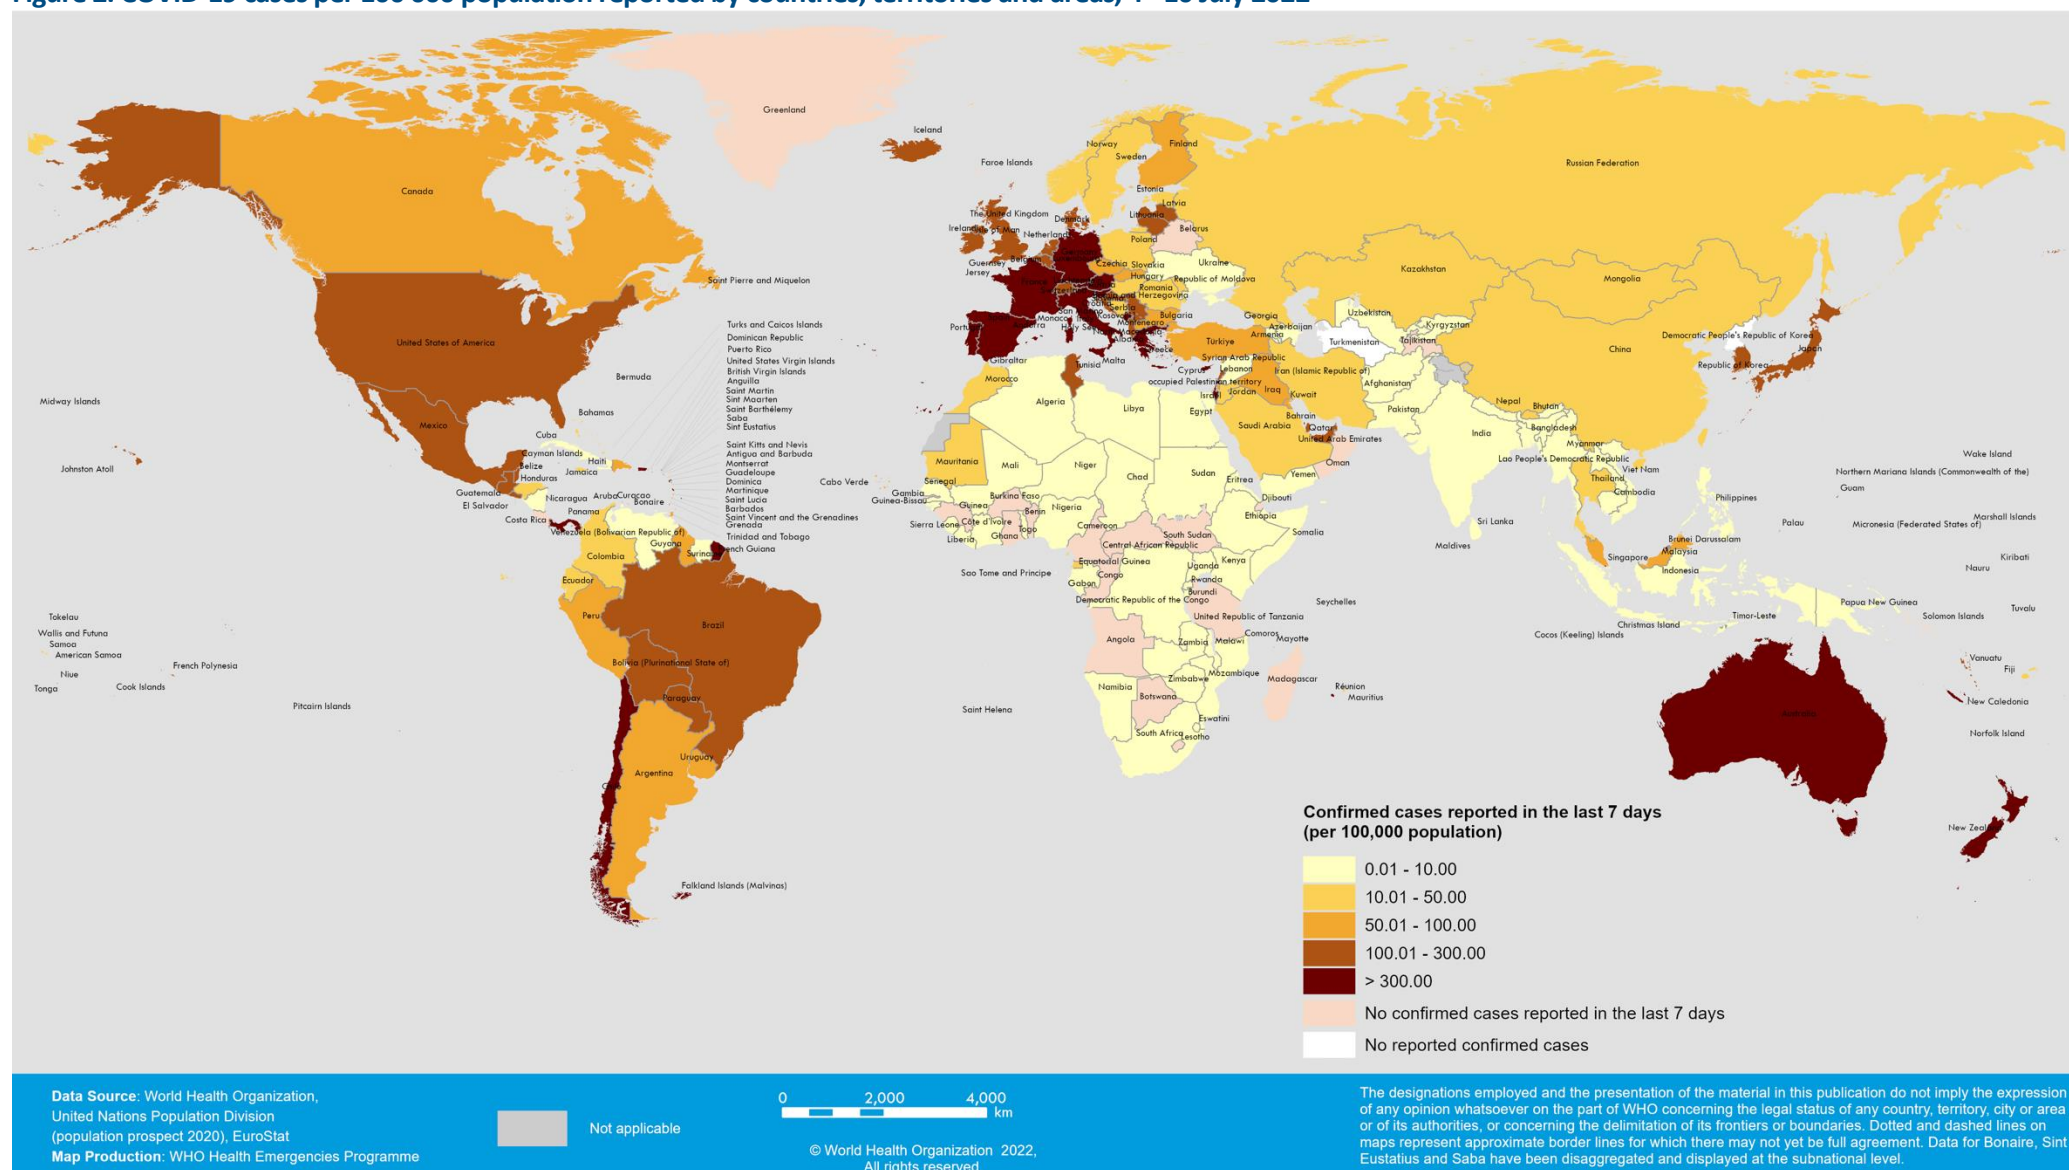 Greenland
Iceland
Faroe Islands
Norway
Sweden
Finland
Russian Federation
Canada
Estonia
Latvia
Lithuania
The United Kingdom
Denmark
Isle of Man
Ireland
Netherlands
Belarus
Poland
Guernsey
Belgium
Jersey
Czechia
Slovakia
Ukraine
Kazakhstan
Mongolia
Hungary
Republic of Moldova
Romania
Saint Pierre and Miquelon
Bosnia and Herzegovina
Serbia
San Marino
Monaco
Kosovo
Bulgaria
Georgia
Uzbekistan
Kyrgyzstan
Andorra
Holy See
Montenegro
Azerbaijan
Armenia
Turks and Caicos Islands
Dominican Republic
Puerto Rico
United States Virgin Islands
British Virgin Islands
Anguilla
Saint Martin
Sint Maarten
Saint Barthélemy
Saba
Sint Eustatius
United States of America
Greece
Türkiye
Turkmenistan
Tajikistan
China
Democratic People's Republic of Korea
Japan
Republic of Korea
Gibraltar
Malta
Tunisia
Cyprus
Syrian Arab Republic
Lebanon
Iran (Islamic Republic of)
occupied Palestinian territory
Afghanistan
Bermuda
Morocco
Israel
Jordan
Iraq
Kuwait
Midway Islands
Algeria
Libya
Egypt
Pakistan
Nepal
Bhutan
Bahamas
Mexico
Saudi Arabia
Bahrain
Qatar
United Arab Emirates
India
Bangladesh
Cuba
Myanmar
Cayman Islands
Haiti
Belize
Jamaica
Honduras
Saint Kitts and Nevis
Antigua and Barbuda
Montserrat
Guadeloupe
Dominica
Martinique
Saint Lucia
Barbados
Saint Vincent and the Grenadines
Grenada
Trinidad and Tobago
Johnston Atoll
Mauritania
Mali
Niger
Chad
Sudan
Eritrea
Yemen
Oman
Lao People's Democratic Republic
Viet Nam
Thailand
Cambodia
Wake Island
Northern Mariana Islands (Commonwealth of the)
Guam
Guatemala
El Salvador
Nicaragua
Aruba
Curacao
Bonaire
Costa Rica
Panama
Venezuela (Bolivarian Republic of)
Cabo Verde
Senegal
Gambia
Guinea-Bissau
Guinea
Burkina Faso
Benin
Nigeria
Djibouti
Philippines
Sierra Leone
Côte d'Ivoire
Togo
Cameroon
Ethiopia
Somalia
Sri Lanka
Palau
Micronesia (Federated States of)
Marshall Islands
Liberia
Ghana
South Sudan
Central African Republic
Maldives
Brunei Darussalam
Malaysia
Singapore
Indonesia
Kiribati
Nauru
Guyana
Suriname
French Guiana
Colombia
Ecuador
Sao Tome and Principe
Equatorial Guinea
Gabon
Congo
Uganda
Kenya
Rwanda
Burundi
Democratic Republic of the Congo
Seychelles
Papua New Guinea
Solomon Islands
Tuvalu
Tokelau
Wallis and Futuna
Samoa
American Samoa
Niue
Tonga
Cook Islands
French Polynesia
Pitcairn Islands
Peru
Brazil
United Republic of Tanzania
Christmas Island
Timor-Leste
Cocos (Keeling) Islands
Angola
Zambia
Malawi
Comoros
Mayotte
Bolivia (Plurinational State of)
Zimbabwe
Mozambique
Madagascar
Vanuatu
Fiji
Paraguay
Namibia
Botswana
Réunion
Mauritius
New Caledonia
Saint Helena
Eswatini
South Africa
Lesotho
Norfolk Island
Australia
Uruguay
Argentina
Falkland Islands (Malvinas)
Confirmed cases reported in the last 7 days
(per 100,000 population)
0.01 - 10.00
10.01 - 50.00
50.01 - 100.00
100.01 - 300.00
> 300.00
No confirmed cases reported in the last 7 days
No reported confirmed cases
Data Source: World Health Organization,
United Nations Population Division
(population prospect 2020), EuroStat
Map Production: WHO Health Emergencies Programme
Not applicable
0 2,000 4,000
km
© World Health Organization 2022,
All rights reserved
The designations employed and the presentation of the material in this publication do not imply the expression
of any opinion whatsoever on the part of WHO concerning the legal status of any country, territory, city or area
or of its authorities, or concerning the delimitation of its frontiers or boundaries. Dotted and dashed lines on
maps represent approximate border lines for which there may not yet be full agreement. Data for Bonaire, Sint
Eustatius and Saba have been disaggregated and displayed at the subnational level.